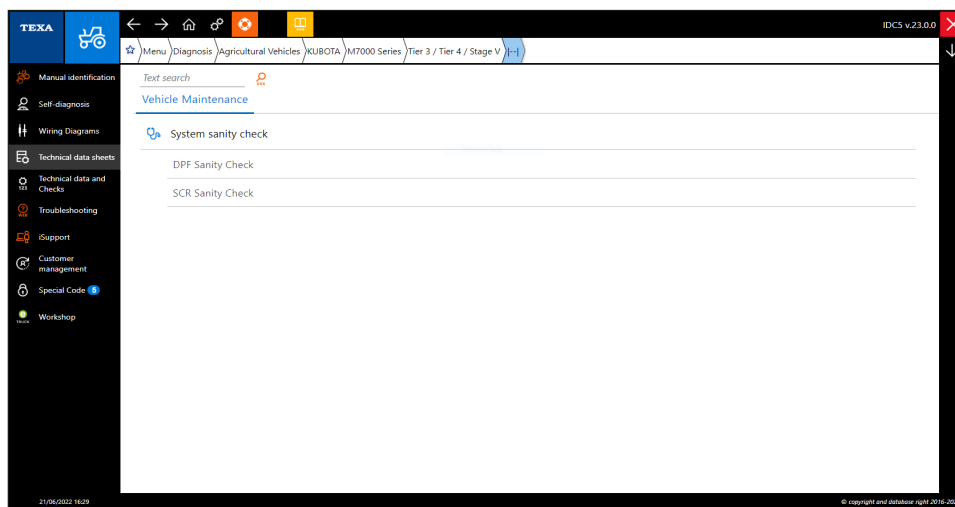 TEXA
IDC5 v.23.0.0
Menu Diagnosis Agricultural Vehicles KUBOTA M7000 Series Tier 3 / Tier 4 / Stage V |--|
Manual identification
Self-diagnosis
Wiring Diagrams
Technical data sheets
Technical data and
Checks
Troubleshooting
iSupport
Customer
management
Special Code 5
Workshop
Text search
Vehicle Maintenance
System sanity check
DPF Sanity Check
SCR Sanity Check
21/06/2022 16:29
© copyright and database right 2016-202